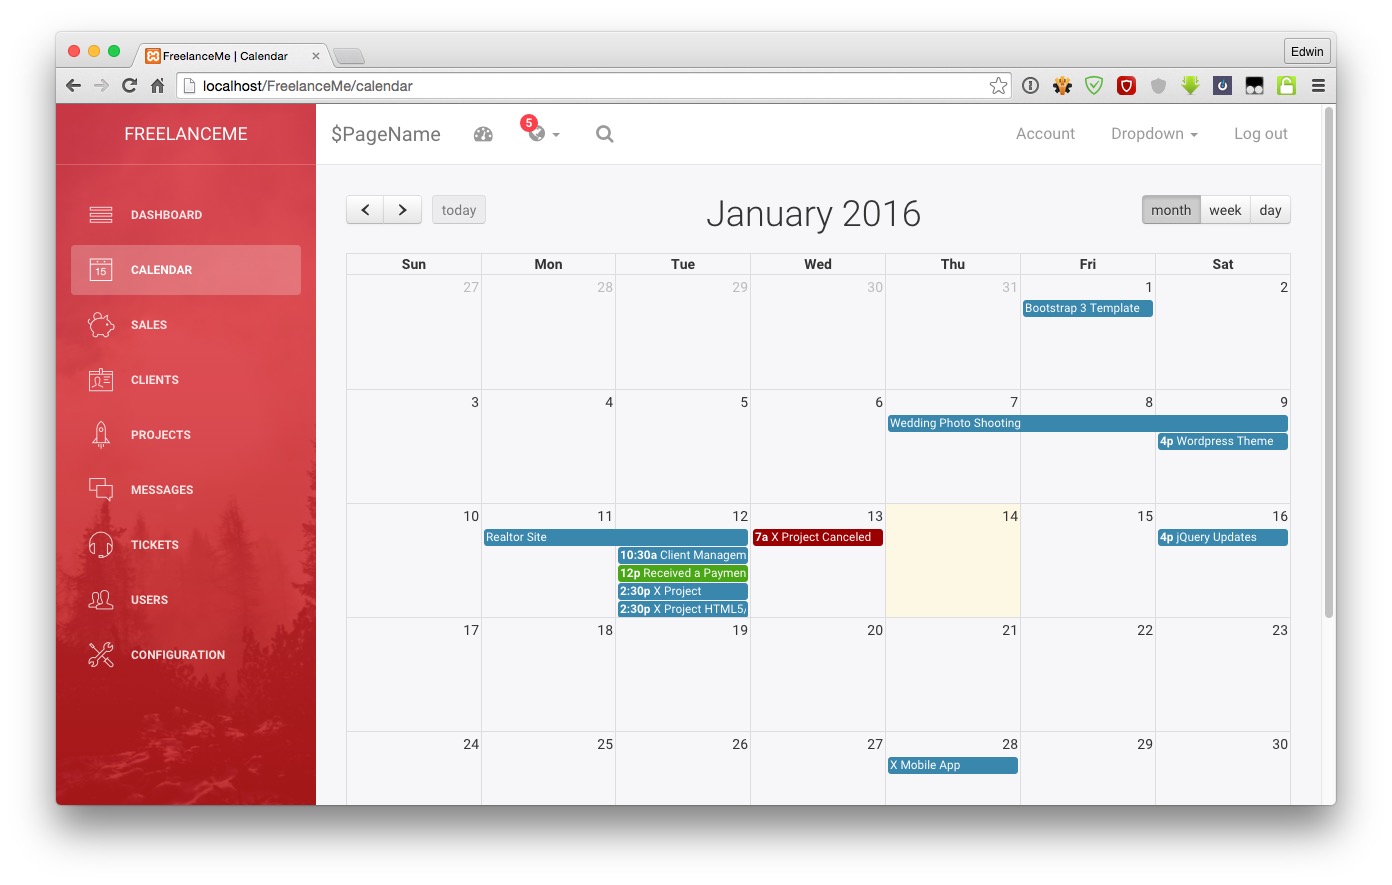 FreelanceMe | Calendar
Edwin
localhost/FreelanceMe/calendar
FREELANCEME
$PageName
5
Account
Dropdown
Log out
DASHBOARD
15
CALENDAR
SALES
CLIENTS
PROJECTS
MESSAGES
TICKETS
USERS
CONFIGURATION
today
January 2016
month week day
Sun Mon Tue Wed Thu Fri Sat
27 28 29 30 31 1 2
Bootstrap 3 Template
3 4 5 6 7 8 9
Wedding Photo Shooting
4p Wordpress Theme
10 11 12 13 14 15 16
Realtor Site
7a X Project Canceled
4p jQuery Updates
10:30a Client Managem
12p Received a Paymen
2:30p X Project
2:30p X Project HTML5/
17 18 19 20 21 22 23
24 25 26 27 28 29 30
X Mobile App